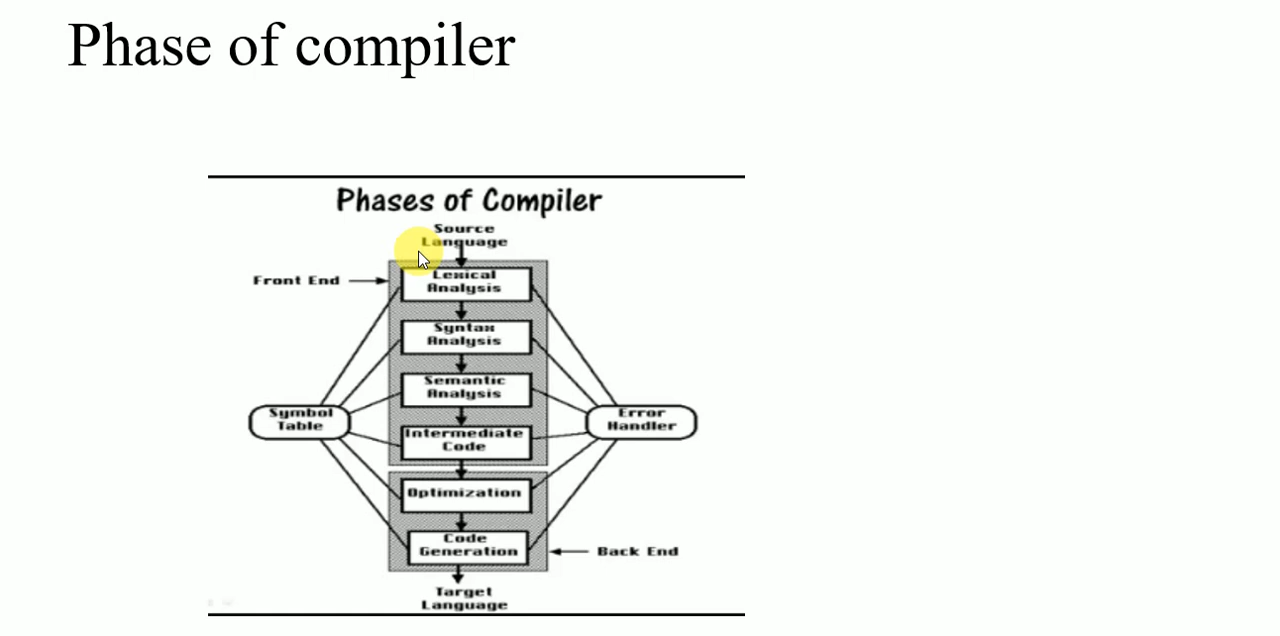 Phase of compiler
Phases of Compiler
Source
Language
Front End
Lexical
Analysis
Syntax
Analysis
Semantic
Analysis
Symbol
Table
Error
Handler
Intermediate
Code
Optimization
Code
Generation
Back End
Target
Language